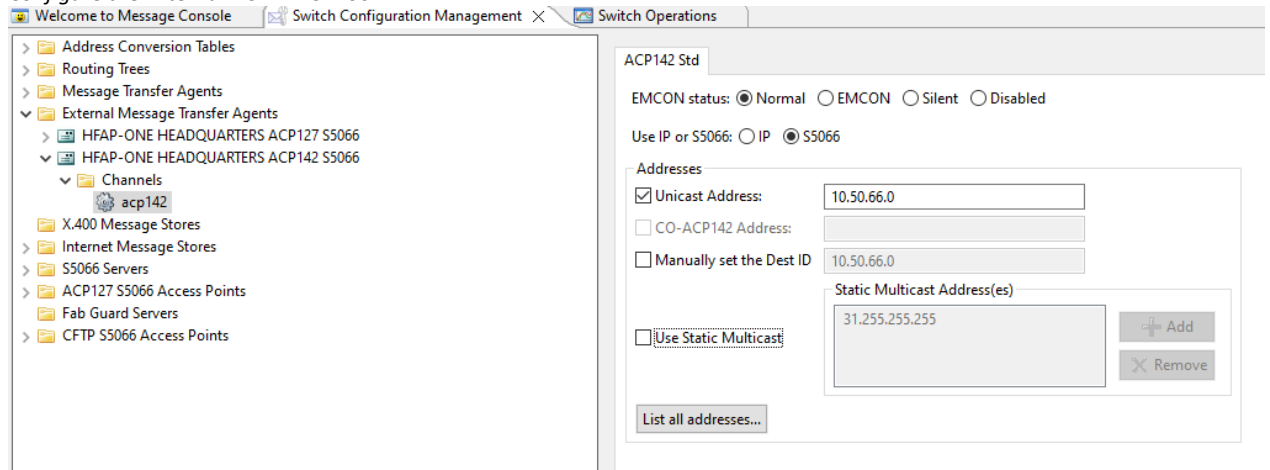 Welcome to Message Console
Switch Configuration Management
Switch Operations
Address Conversion Tables
Routing Trees
Message Transfer Agents
External Message Transfer Agents
HFAP-ONE HEADQUARTERS ACP127 S5066
HFAP-ONE HEADQUARTERS ACP142 S5066
Channels
acp142
X.400 Message Stores
Internet Message Stores
S5066 Servers
ACP127 S5066 Access Points
Fab Guard Servers
CFTP S5066 Access Points
ACP142 Std
EMCON status: Normal EMCON Silent Disabled
Use IP or S5066: IP S5066
Addresses
Unicast Address: 10.50.66.0
CO-ACP142 Address:
Manually set the Dest ID 10.50.66.0
Static Multicast Address(es)
Use Static Multicast 31.255.255.255
Add
Remove
List all addresses...